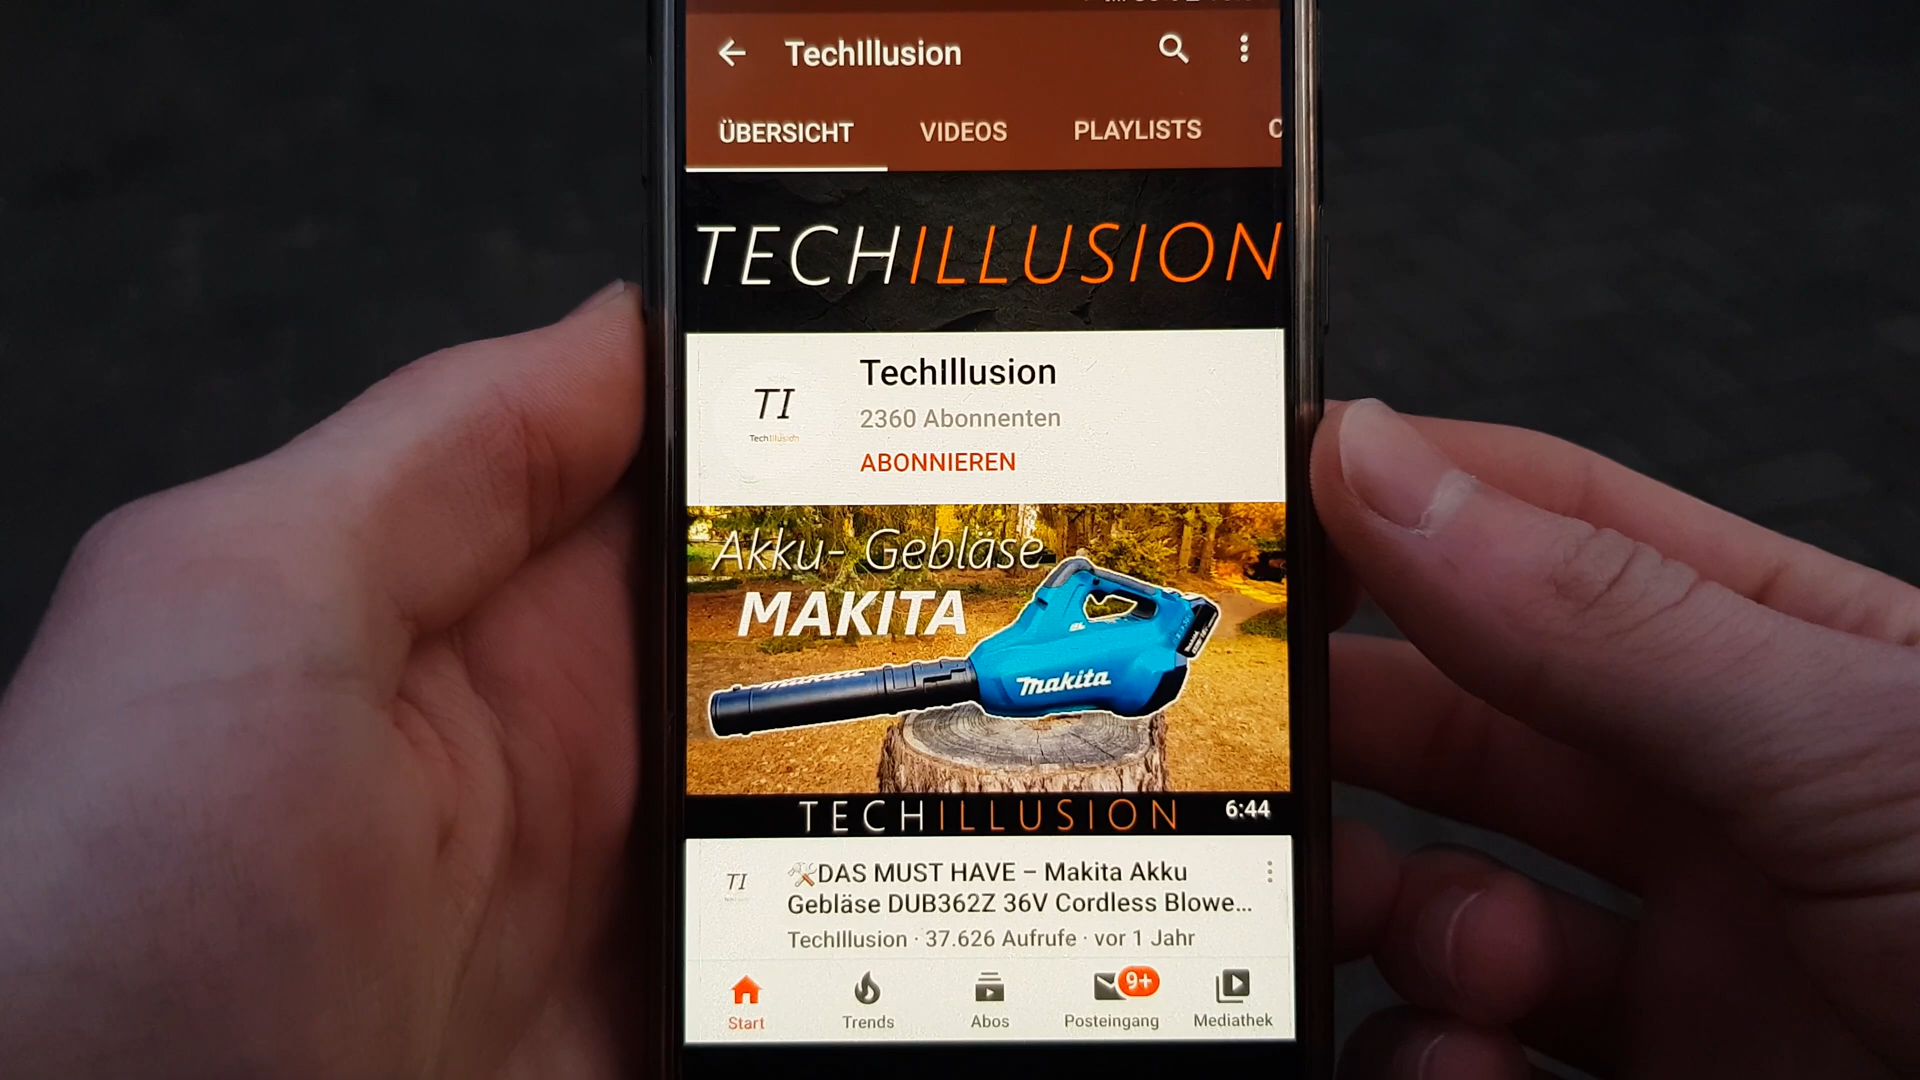 TechIllusion
ÜBERSICHT VIDEOS PLAYLISTS C
TECHILLUSION
TechIllusion
TI
TechIllusion
2360 Abonnenten
ABONNIEREN
Akku- Gebläse
MAKITA
makita
TECHILLUSION
6:44
TI
🛠DAS MUST HAVE – Makita Akku
Gebläse DUB362Z 36V Cordless Blowe...
TechIllusion · 37.626 Aufrufe · vor 1 Jahr
9+
Start Trends Abos Posteingang Mediathek